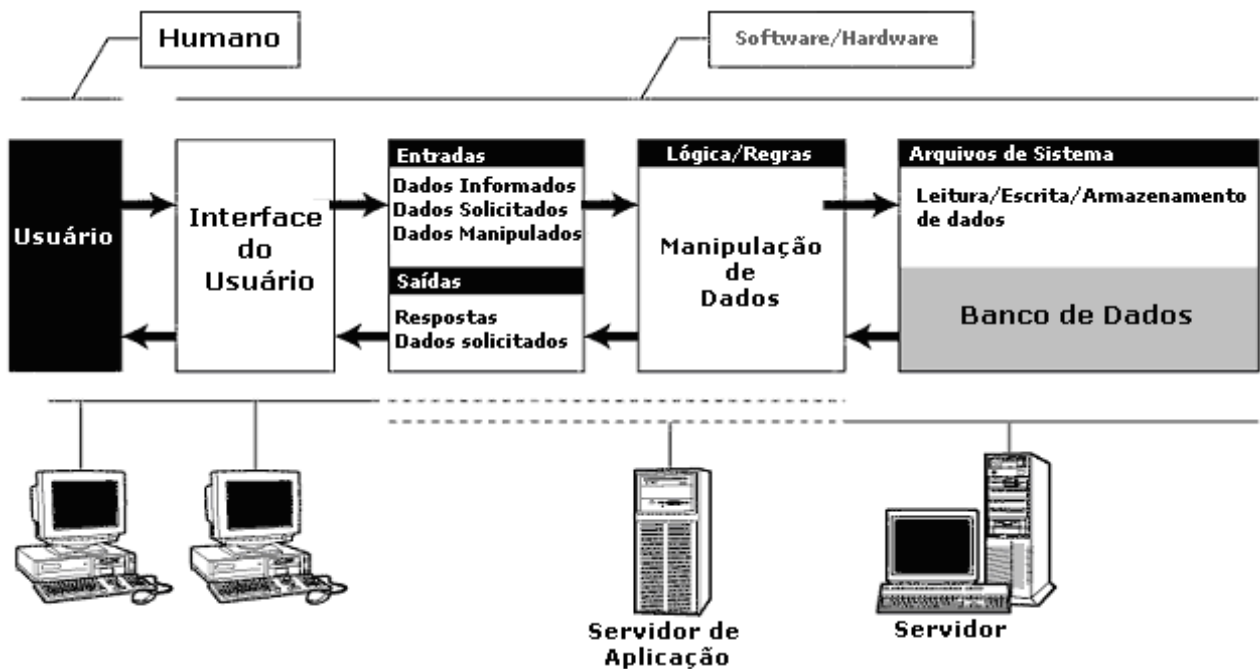 Humano
Software/Hardware
Usuário
Interface
do
Usuário
Entradas
Dados Informados
Dados Solicitados
Dados Manipulados
Saídas
Respostas
Dados solicitados
Lógica/Regras
Manipulação
de
Dados
Arquivos de Sistema
Leitura/Escrita/Armazenamento
de dados
Banco de Dados
Servidor de
Aplicação
Servidor